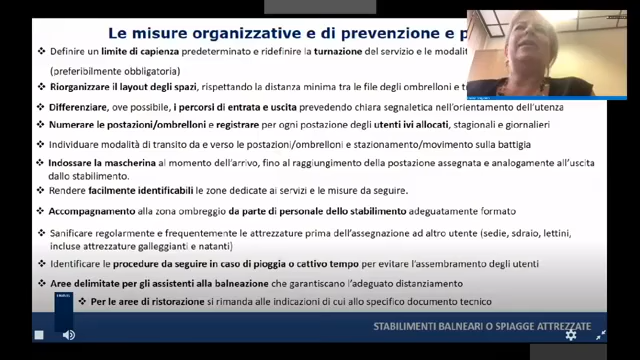 Le misure organizzative e di prevenzione e p
❖ Definire un limite di capienza predeterminato e ridefinire la turnazione del servizio e le modalit
(preferibilmente obbligatoria)
❖ Riorganizzare il layout degli spazi, rispettando la distanza minima tra le file degli ombrelloni e t
❖ Differenziare, ove possibile, i percorsi di entrata e uscita prevedendo chiara segnaletica nell'orientamento dell'utenza
❖ Numerare le postazioni/ombrelloni e registrare per ogni postazione degli utenti ivi allocati, stagionali e giornalieri
❖ Individuare modalità di transito da e verso le postazioni/ombrelloni e stazionamento/movimento sulla battigia
❖ Indossare la mascherina al momento dell'arrivo, fino al raggiungimento della postazione assegnata e analogamente all'uscita
dallo stabilimento.
❖ Rendere facilmente identificabili le zone dedicate ai servizi e le misure da seguire.
❖ Accompagnamento alla zona ombreggio da parte di personale dello stabilimento adeguatamente formato
❖ Sanificare regolarmente e frequentemente le attrezzature prima dell'assegnazione ad altro utente (sedie, sdraio, lettini,
incluse attrezzature galleggianti e natanti)
❖ Identificare le procedure da seguire in caso di pioggia o cattivo tempo per evitare l'assembramento degli utenti
❖ Aree delimitate per gli assistenti alla balneazione che garantiscano l'adeguato distanziamento
❖ Per le aree di ristorazione si rimanda alle indicazioni di cui allo specifico documento tecnico
STABILIMENTI BALNEARI O SPIAGGE ATTREZZATE